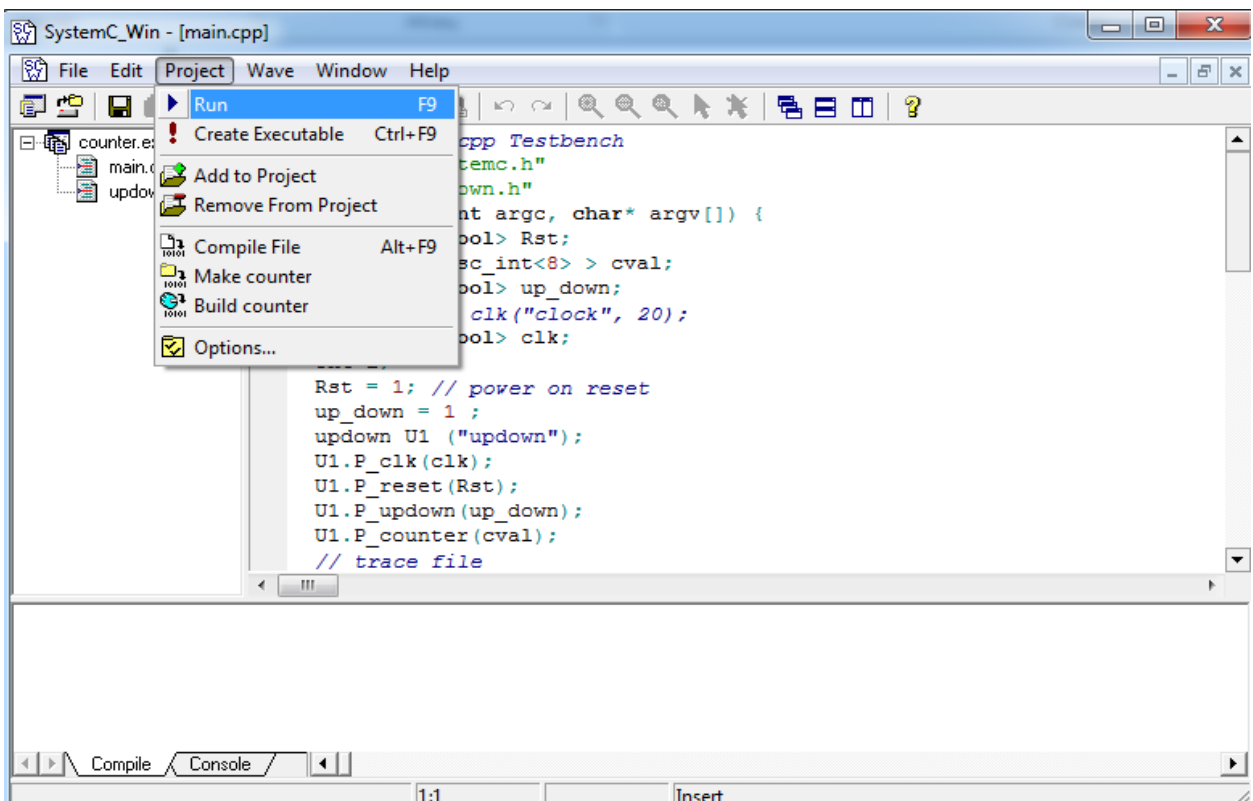 SystemC_Win - [main.cpp]
File Edit Project Wave Window Help
Run F9
Create Executable Ctrl+F9
Add to Project
Remove From Project
Compile File Alt+F9
Make counter
Build counter
Options...
counter.e
main.
updov
cpp Testbench
temc.h"
own.h"
nt argc, char* argv[]) {
ool> Rst;
sc_int<8> > cval;
ool> up_down;
clk("clock", 20);
ool> clk;
Rst = 1; // power on reset
up_down = 1 ;
updown U1 ("updown");
U1.P_clk(clk);
U1.P_reset(Rst);
U1.P_updown(up_down);
U1.P_counter(cval);
// trace file
Compile Console
1:1 Insert